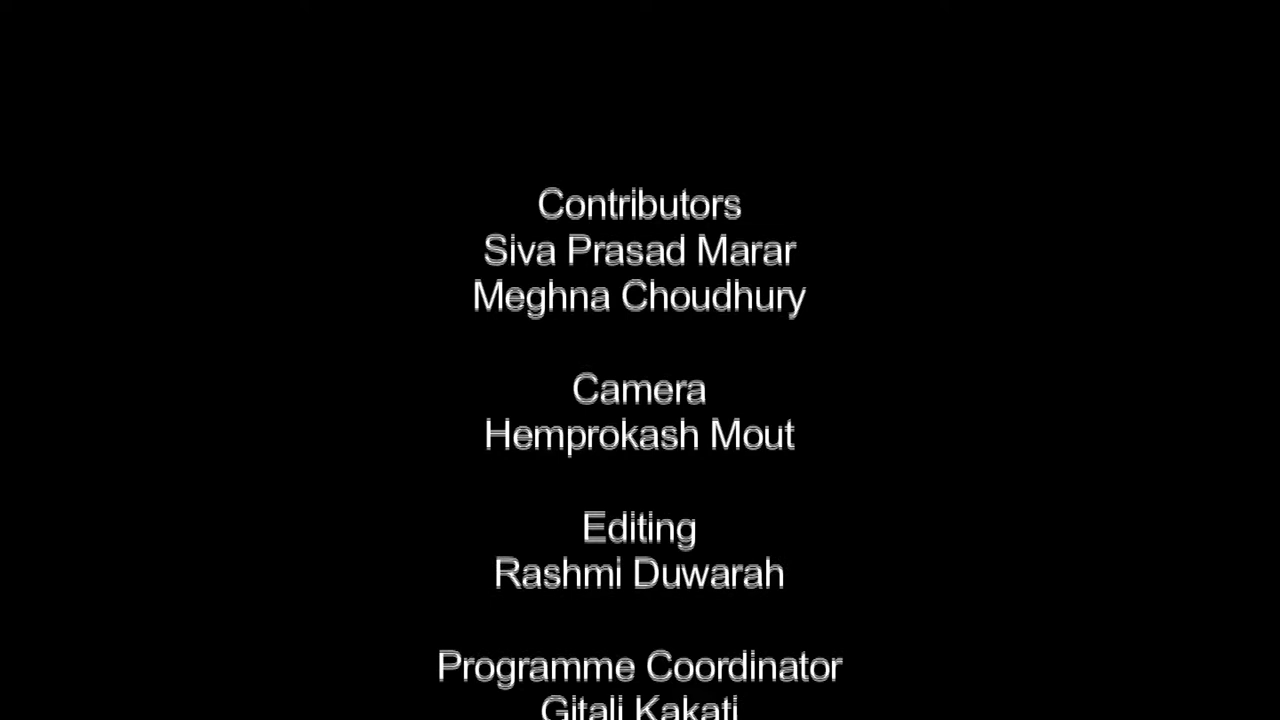 Contributors
Siva Prasad Marar
Meghna Choudhury
Camera
Hemprokash Mout
Editing
Rashmi Duwarah
Programme Coordinator
Gitali Kakati